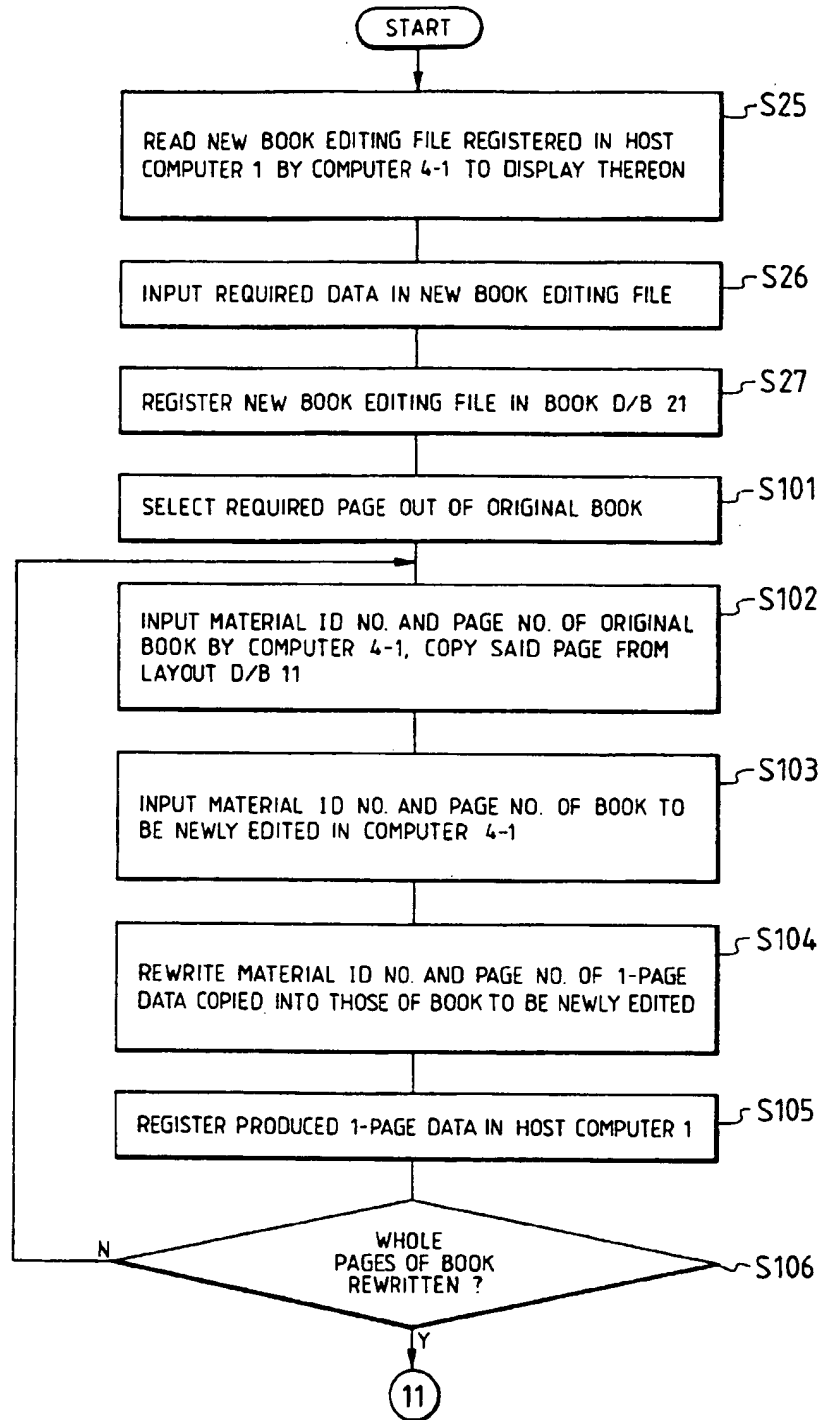 START
S25
READ NEW BOOK EDITING FILE REGISTERED IN HOST
COMPUTER 1 BY COMPUTER 4-1 TO DISPLAY THEREON
S26
INPUT REQUIRED DATA IN NEW BOOK EDITING FILE
S27
REGISTER NEW BOOK EDITING FILE IN BOOK D/B 21
S101
SELECT REQUIRED PAGE OUT OF ORIGINAL BOOK
S102
INPUT MATERIAL ID NO. AND PAGE NO. OF ORIGINAL
BOOK BY COMPUTER 4-1, COPY SAID PAGE FROM
LAYOUT D/B 11
S103
INPUT MATERIAL ID NO. AND PAGE NO. OF BOOK TO
BE NEWLY EDITED IN COMPUTER 4-1
S104
REWRITE MATERIAL ID NO. AND PAGE NO. OF 1-PAGE
DATA COPIED INTO THOSE OF BOOK TO BE NEWLY EDITED
S105
REGISTER PRODUCED 1-PAGE DATA IN HOST COMPUTER 1
N
WHOLE
PAGES OF BOOK
REWRITTEN ?
S106
Y
11